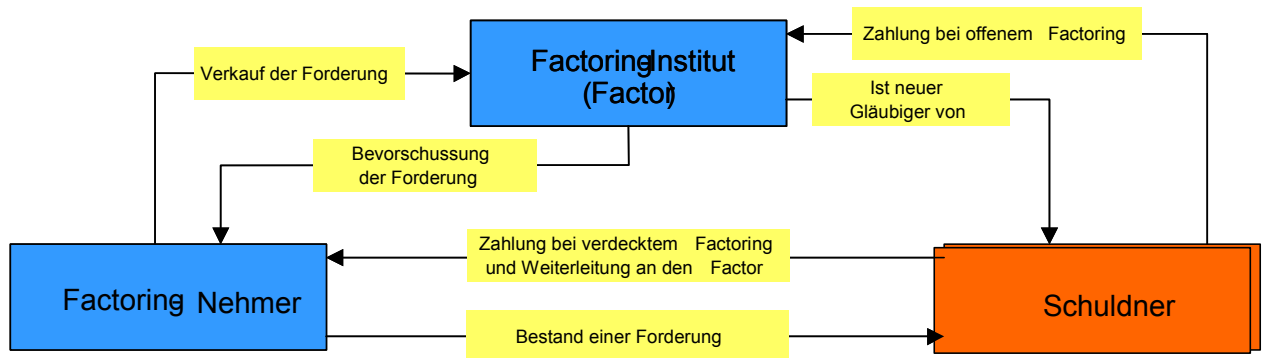 Zahlung bei offenem Factoring
Verkauf der Forderung
Factoring-Institut
(Factor)
Ist neuer
Gläubiger von
Bevorschussung
der Forderung
Zahlung bei verdecktem Factoring
und Weiterleitung an den Factor
Factoring- Nehmer
Schuldner
Bestand einer Forderung